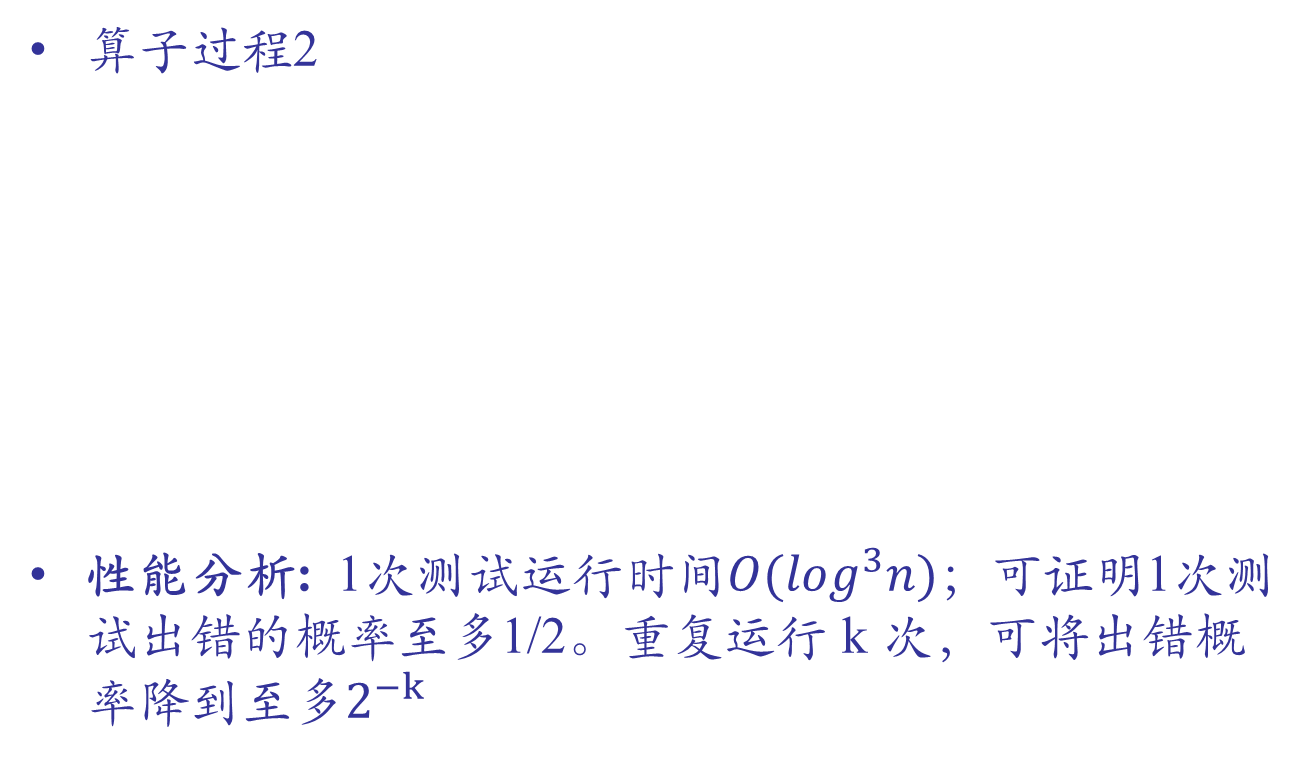 • 算子过程2
• 性能分析: 1次测试运行时间𝑂(𝑙𝑜𝑔³𝑛)；可证明1次测
试出错的概率至多1/2。重复运行 k 次，可将出错概
率降到至多2⁻ᵏ